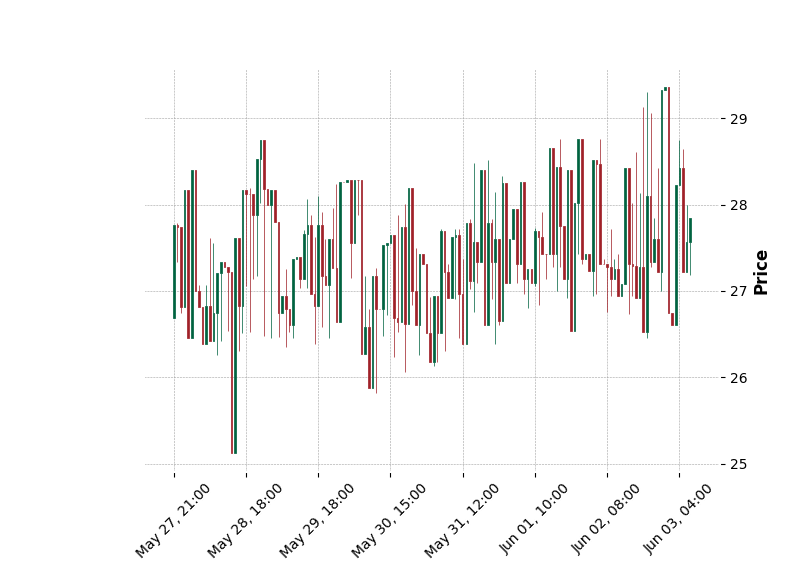 29
28
27
26
25
Price
May 27, 21:00
May 28, 18:00
May 29, 18:00
May 30, 15:00
May 31, 12:00
Jun 01, 10:00
Jun 02, 08:00
Jun 03, 04:00